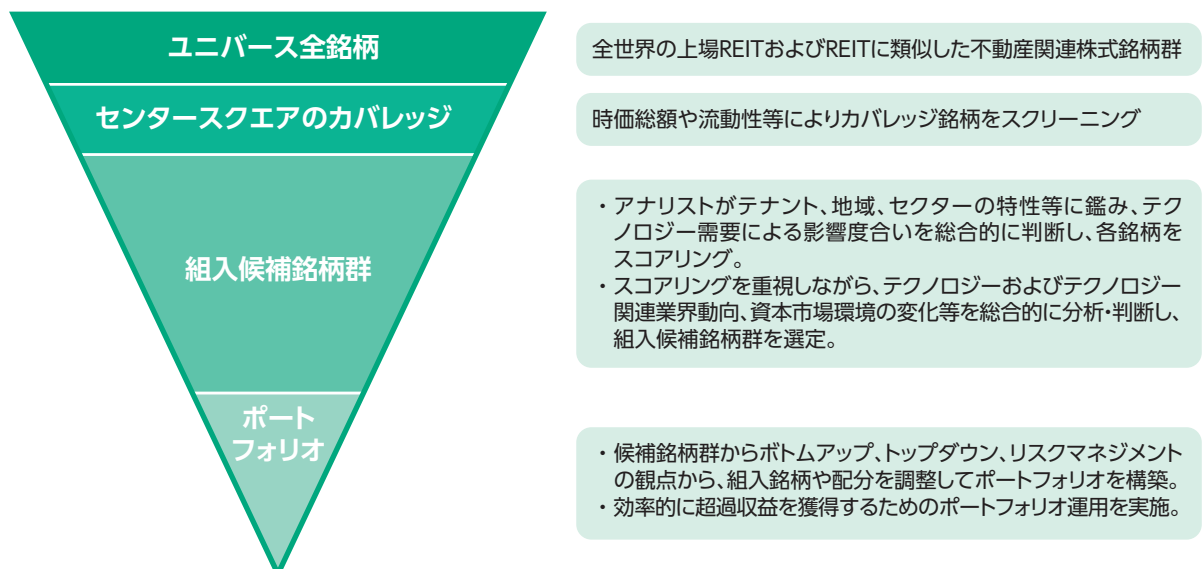 ユニバース全銘柄
全世界の上場REITおよびREITに類似した不動産関連株式銘柄群
センタースクエアのカバレッジ
時価総額や流動性等によりカバレッジ銘柄をスクリーニング
組入候補銘柄群
・アナリストがテナント、地域、セクターの特性等に鑑み、テク
ノロジー需要による影響度合いを総合的に判断し、各銘柄を
スコアリング。
・スコアリングを重視しながら、テクノロジーおよびテクノロジー
関連業界動向、資本市場環境の変化等を総合的に分析・判断し、
組入候補銘柄群を選定。
ポート
フォリオ
・候補銘柄群からボトムアップ、トップダウン、リスクマネジメント
の観点から、組入銘柄や配分を調整してポートフォリオを構築。
・効率的に超過収益を獲得するためのポートフォリオ運用を実施。